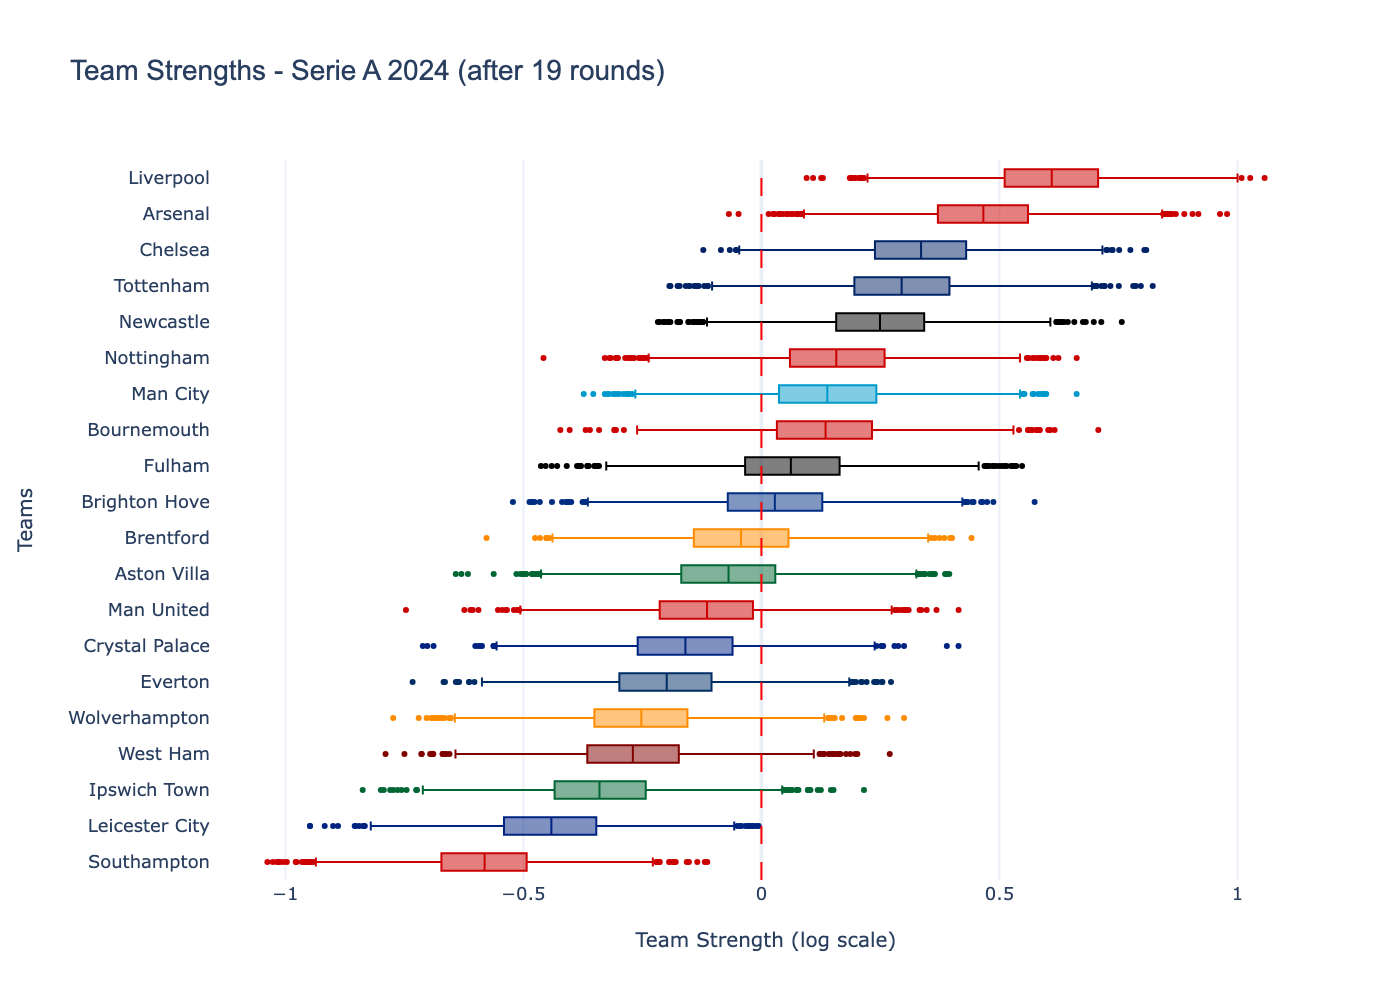 Team Strengths - Serie A 2024 (after 19 rounds)
Liverpool
Arsenal
Chelsea
Tottenham
Newcastle
Nottingham
Man City
Bournemouth
Fulham
Brighton Hove
Brentford
Aston Villa
Man United
Crystal Palace
Everton
Wolverhampton
West Ham
Ipswich Town
Leicester City
Southampton
Teams
−1
−0.5
0
0.5
1
Team Strength (log scale)